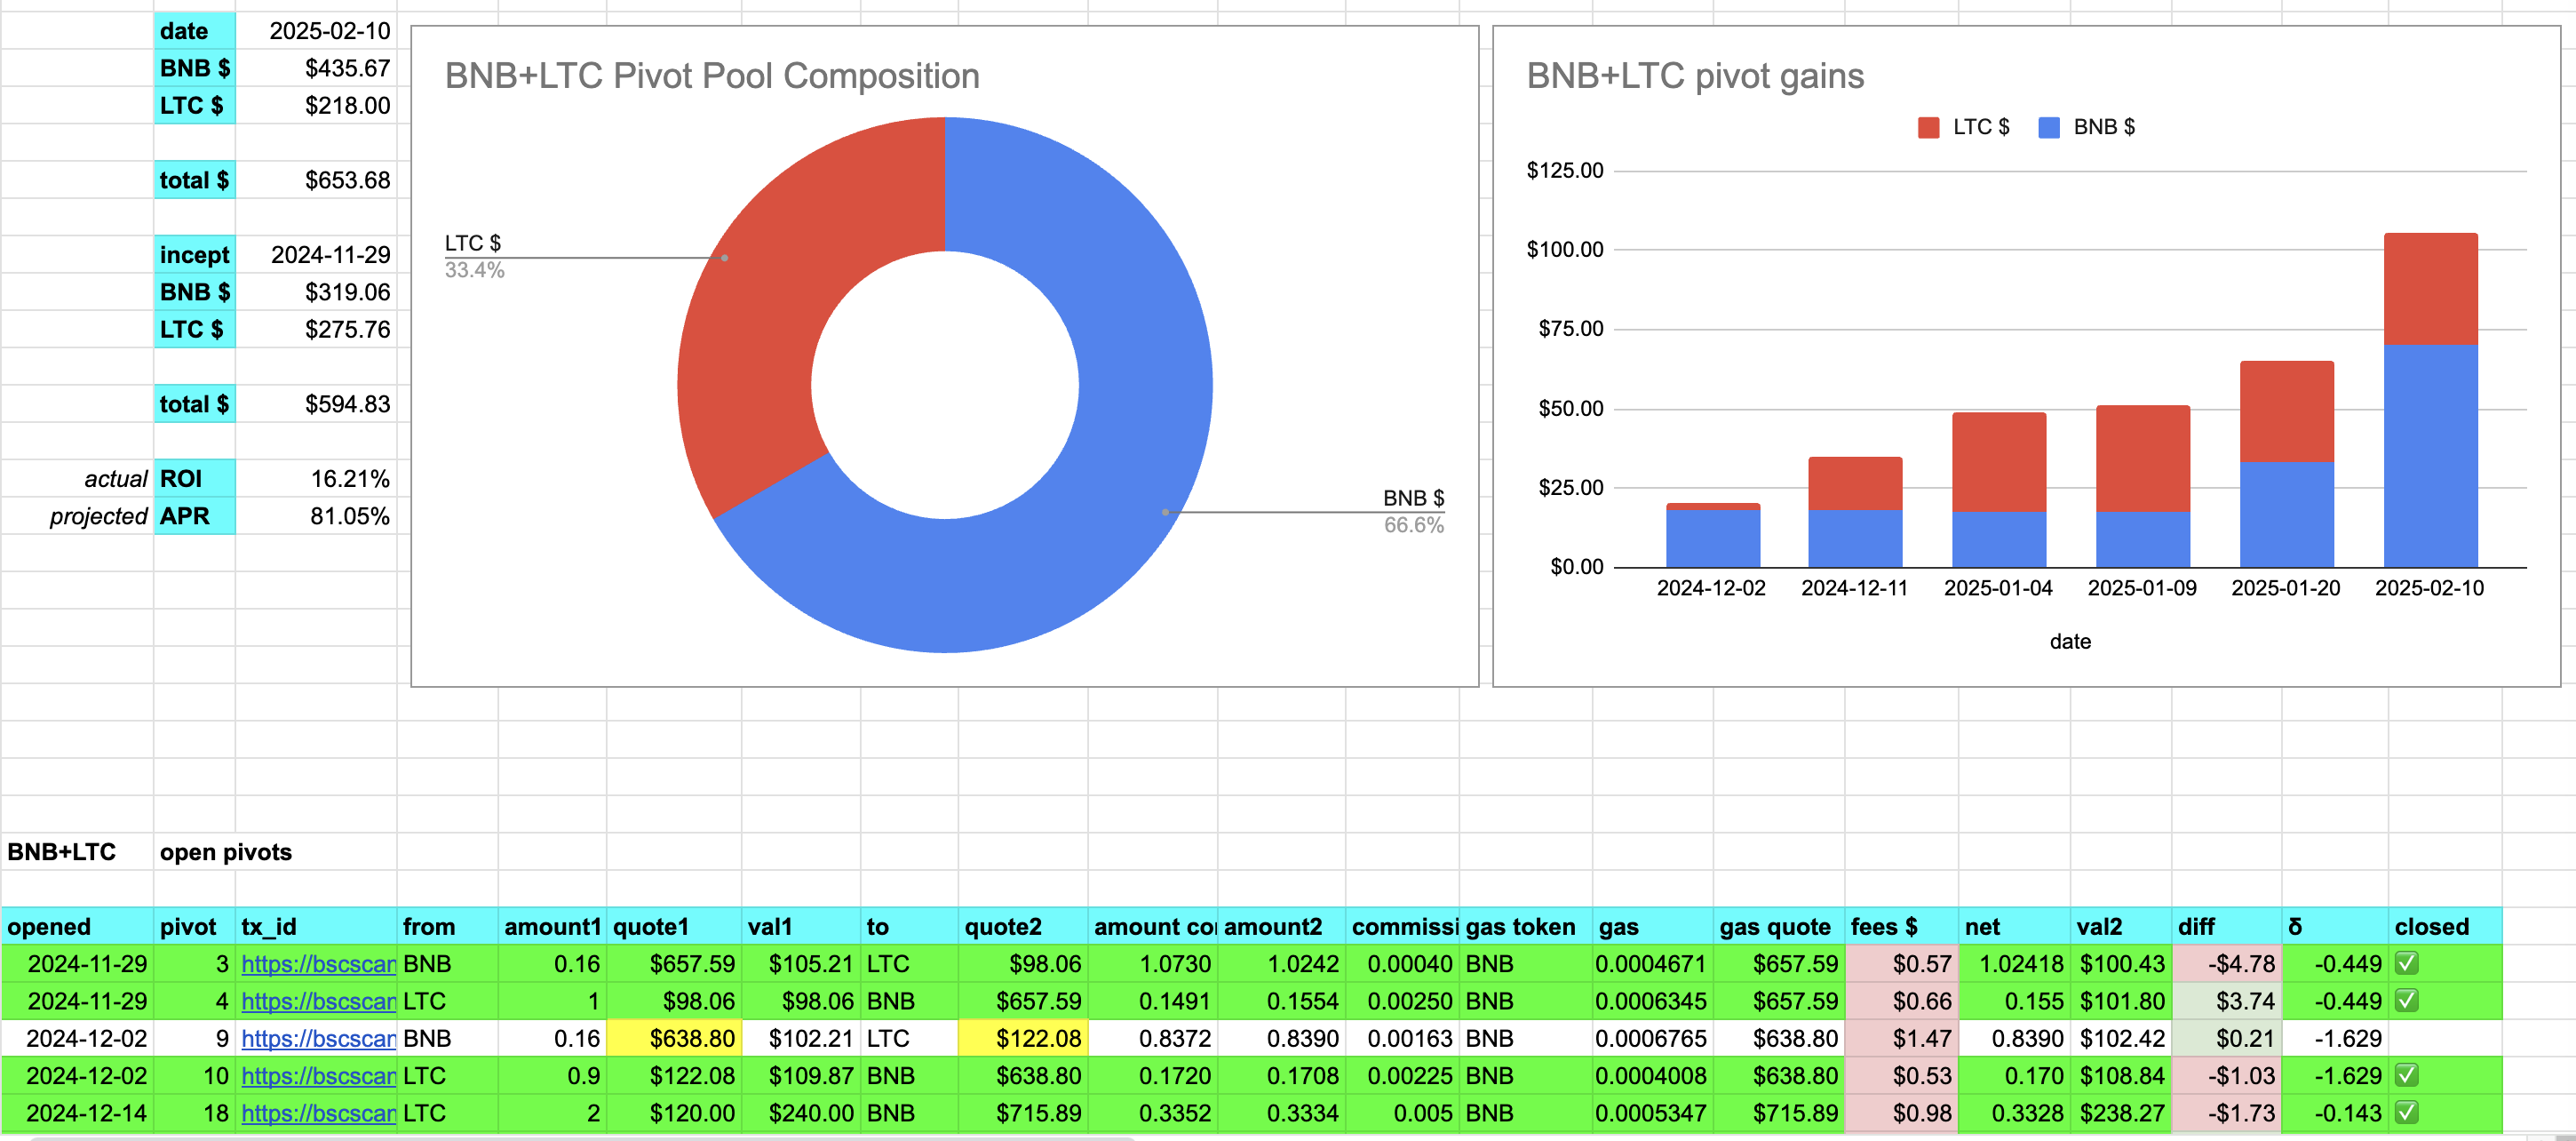 date 2025-02-10
BNB $ $435.67
LTC $ $218.00
total $ $653.68
incept 2024-11-29
BNB $ $319.06
LTC $ $275.76
total $ $594.83
actual ROI 16.21%
projected APR 81.05%
BNB+LTC Pivot Pool Composition
LTC $
33.4%
BNB $
66.6%
BNB+LTC pivot gains
LTC $ BNB $
$125.00
$100.00
$75.00
$50.00
$25.00
$0.00
2024-12-02 2024-12-11 2025-01-04 2025-01-09 2025-01-20 2025-02-10
date
BNB+LTC open pivots
opened pivot tx_id from amount1 quote1 val1 to quote2 amount co amount2 commissi gas token gas gas quote fees $ net val2 diff δ closed
2024-11-29 3 https://bscscan BNB 0.16 $657.59 $105.21 LTC $98.06 1.0730 1.0242 0.00040 BNB 0.0004671 $657.59 $0.57 1.02418 $100.43 -$4.78 -0.449 ✅
2024-11-29 4 https://bscscan LTC 1 $98.06 $98.06 BNB $657.59 0.1491 0.1554 0.00250 BNB 0.0006345 $657.59 $0.66 0.155 $101.80 $3.74 -0.449 ✅
2024-12-02 9 https://bscscan BNB 0.16 $638.80 $102.21 LTC $122.08 0.8372 0.8390 0.00163 BNB 0.0006765 $638.80 $1.47 0.8390 $102.42 $0.21 -1.629
2024-12-02 10 https://bscscan LTC 0.9 $122.08 $109.87 BNB $638.80 0.1720 0.1708 0.00225 BNB 0.0004008 $638.80 $0.53 0.170 $108.84 -$1.03 -1.629 ✅
2024-12-14 18 https://bscscan LTC 2 $120.00 $240.00 BNB $715.89 0.3352 0.3334 0.005 BNB 0.0005347 $715.89 $0.98 0.3328 $238.27 -$1.73 -0.143 ✅